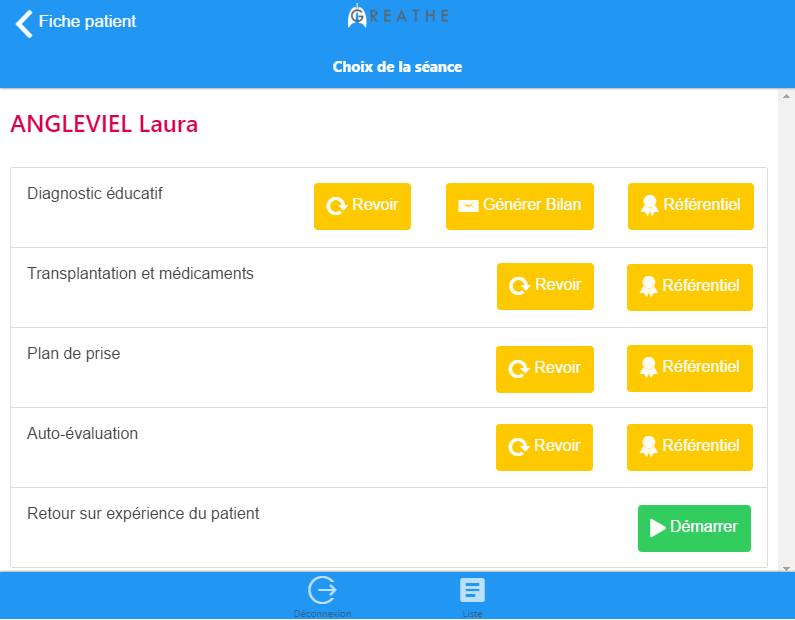 Fiche patient
GREATHE
Choix de la séance
ANGLEVIEL Laura
Diagnostic éducatif
Revoir
Générer Bilan
Référentiel
Transplantation et médicaments
Revoir
Référentiel
Plan de prise
Revoir
Référentiel
Auto-évaluation
Revoir
Référentiel
Retour sur expérience du patient
Démarrer
Déconnexion
Liste